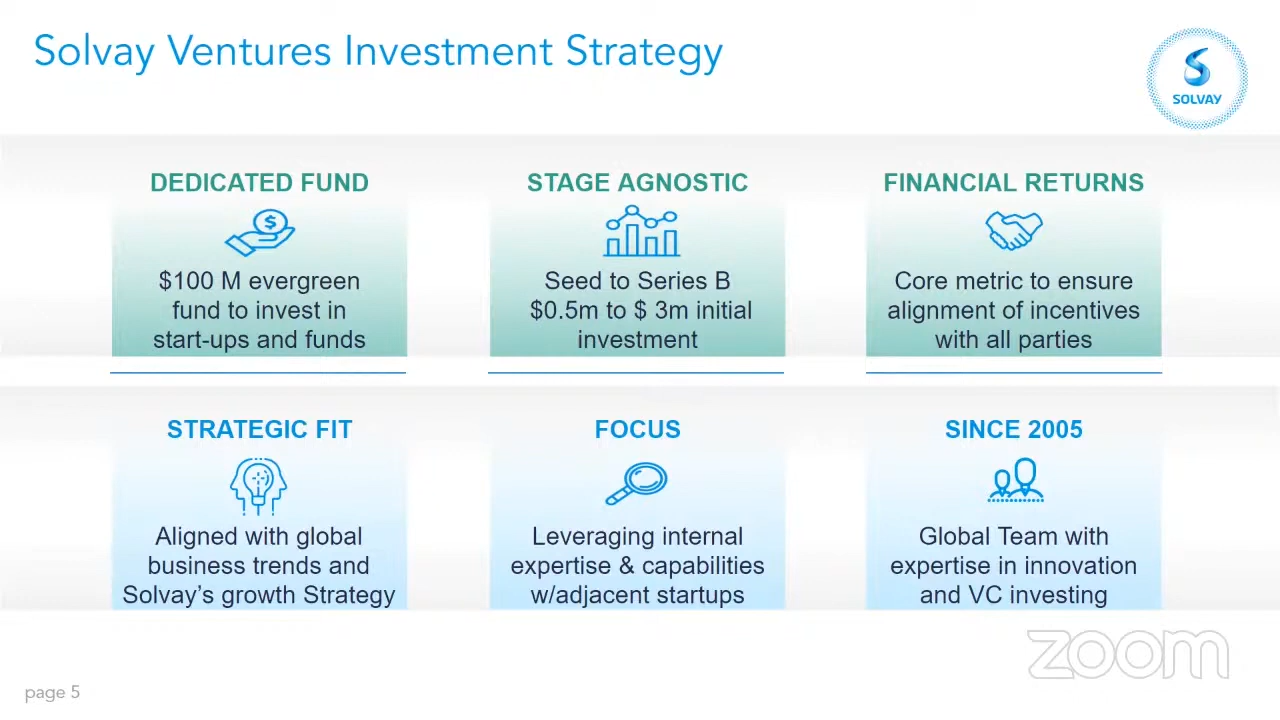 Solvay Ventures Investment Strategy
SOLVAY
DEDICATED FUND
$
$100 M evergreen
fund to invest in
start-ups and funds
STAGE AGNOSTIC
Seed to Series B
$0.5m to $ 3m initial
investment
FINANCIAL RETURNS
Core metric to ensure
alignment of incentives
with all parties
STRATEGIC FIT
Aligned with global
business trends and
Solvay’s growth Strategy
FOCUS
Leveraging internal
expertise & capabilities
w/adjacent startups
SINCE 2005
Global Team with
expertise in innovation
and VC investing
zoom
page 5